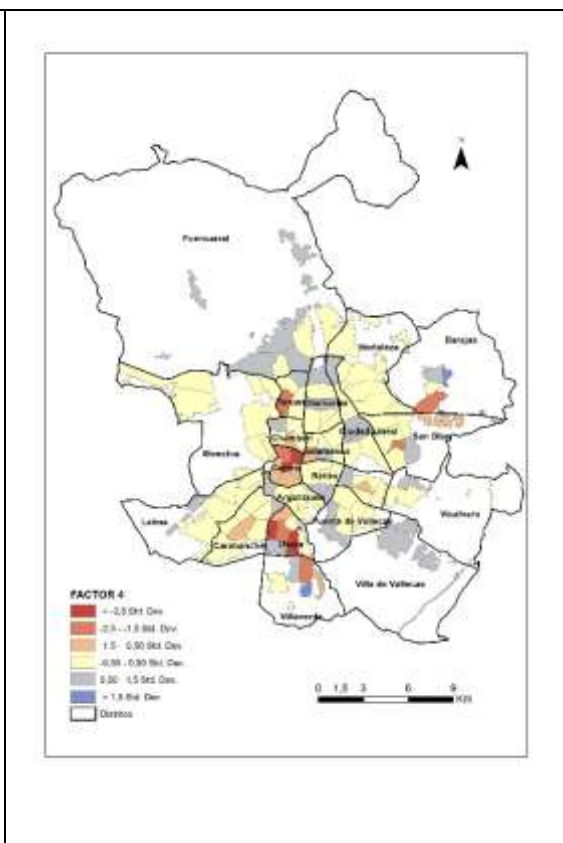 Fuencarral
Barajas
Hortaleza
Ciudad Lineal
San Blas
Chamberí
Moncloa
Salamanca
Centro
Retiro
Arganzuela
Latina
Puente de Vallecas
Vicálvaro
Carabanchel
Usera
Villa de Vallecas
Villaverde
FACTOR 4
< -2,5 Std. Dev.
-2,5 - -1,5 Std. Dev.
-1,5 - -0,50 Std. Dev.
-0,50 - 0,50 Std. Dev.
0,50 - 1,5 Std. Dev.
> 1,5 Std. Dev.
Distritos
0 1,5 3 6 9
Km